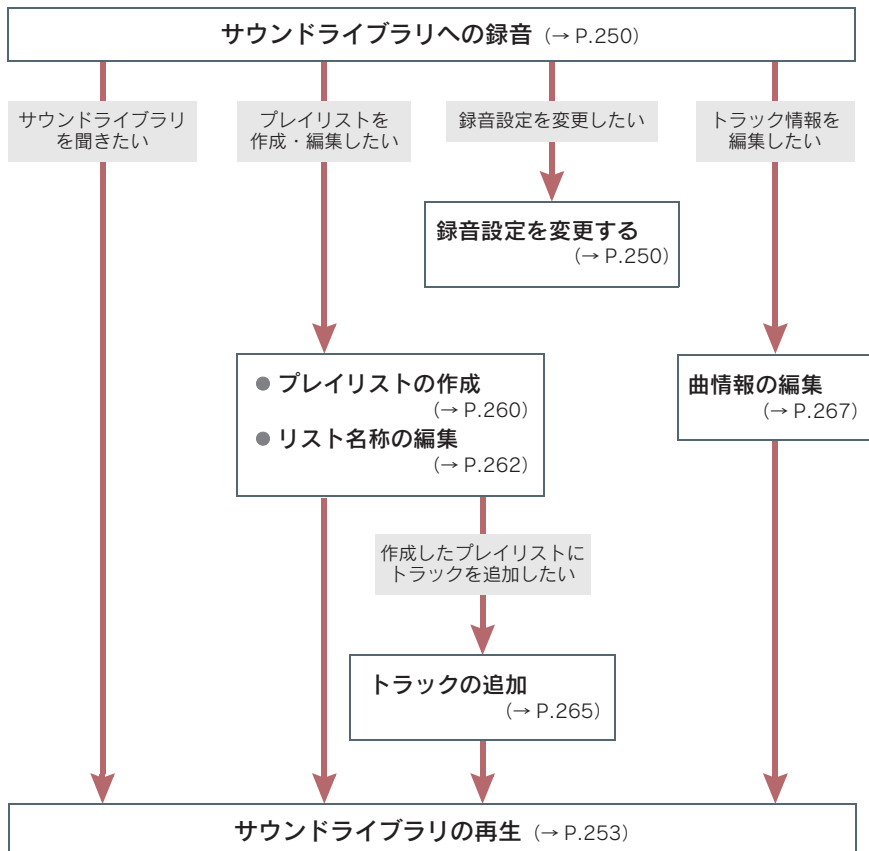 サウンドライブラリへの録音（→ P.250）
サウンドライブラリ
を聞きたい
プレイリストを
作成・編集したい
録音設定を変更したい
トラック情報を
編集したい
録音設定を変更する
（→ P.250）
● プレイリストの作成
（→ P.260）
● リスト名称の編集
（→ P.262）
曲情報の編集
（→ P.267）
作成したプレイリストに
トラックを追加したい
トラックの追加
（→ P.265）
サウンドライブラリの再生（→ P.253）